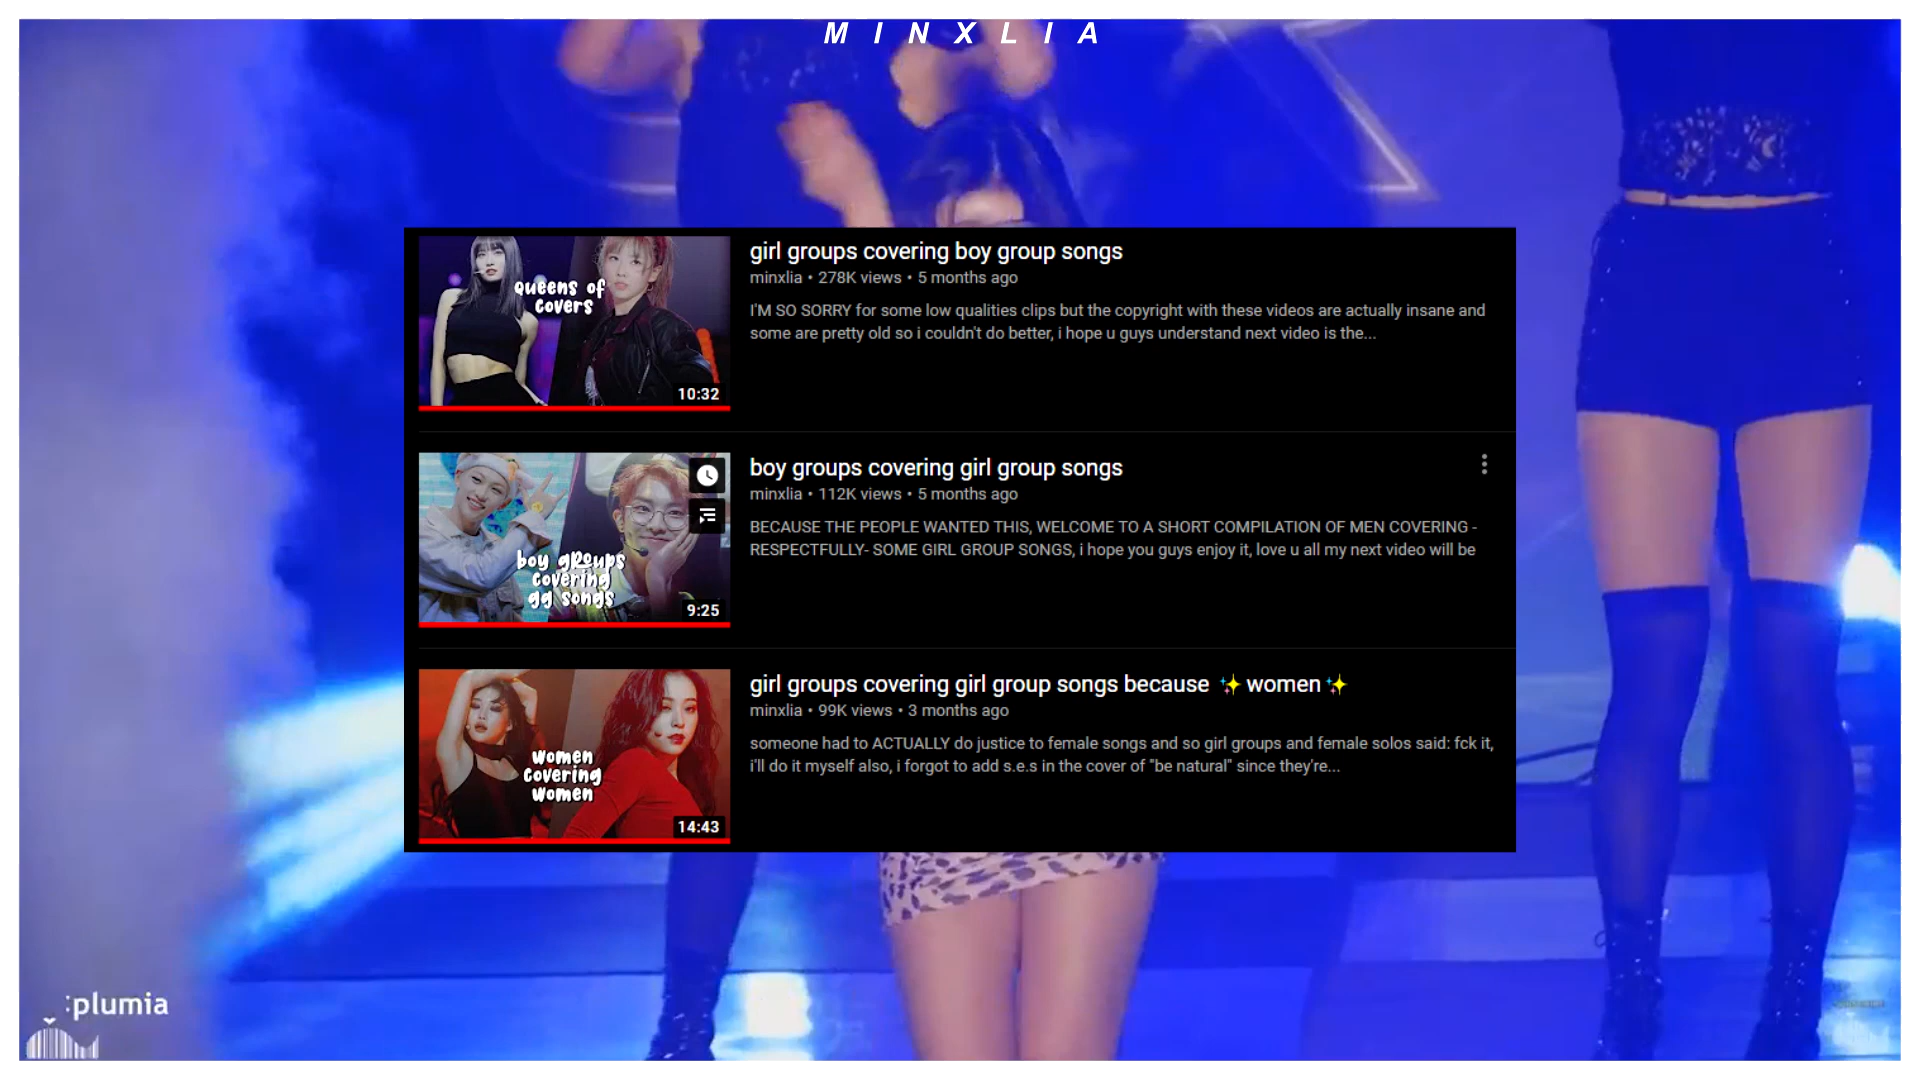 MINXLIA
girl groups covering boy group songs
minxlia • 278K views • 5 months ago
I'M SO SORRY for some low qualities clips but the copyright with these videos are actually insane and
some are pretty old so i couldn't do better, i hope u guys understand next video is the...
queens of
covers
10:32
boy groups covering girl group songs
minxlia • 112K views • 5 months ago
BECAUSE THE PEOPLE WANTED THIS, WELCOME TO A SHORT COMPILATION OF MEN COVERING -
RESPECTFULLY- SOME GIRL GROUP SONGS, i hope you guys enjoy it, love u all my next video will be
boy groups
covering
gg songs
9:25
girl groups covering girl group songs because ✨ women ✨
minxlia • 99K views • 3 months ago
someone had to ACTUALLY do justice to female songs and so girl groups and female solos said: fck it,
i'll do it myself also, i forgot to add s.e.s in the cover of "be natural" since they're...
women
covering
women
14:43
:plumia